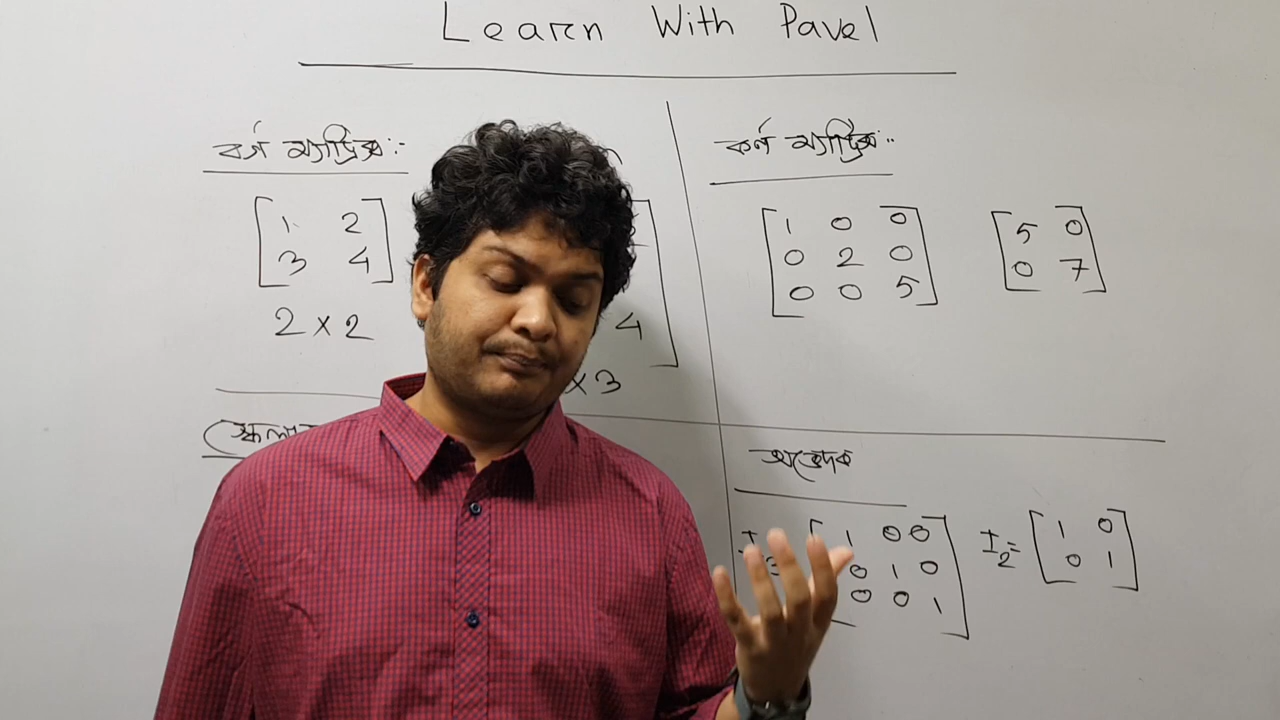 Learn With Pavel
বর্গ ম্যাট্রিক্স:-
1 2
3 4
2 × 2
4
× 3
কর্ণ ম্যাট্রিক্স:-
1 0 0
0 2 0
0 0 5
5 0
0 7
অভেদক
1 0 0
0 1 0
0 0 1
I2 =
1 0
0 1